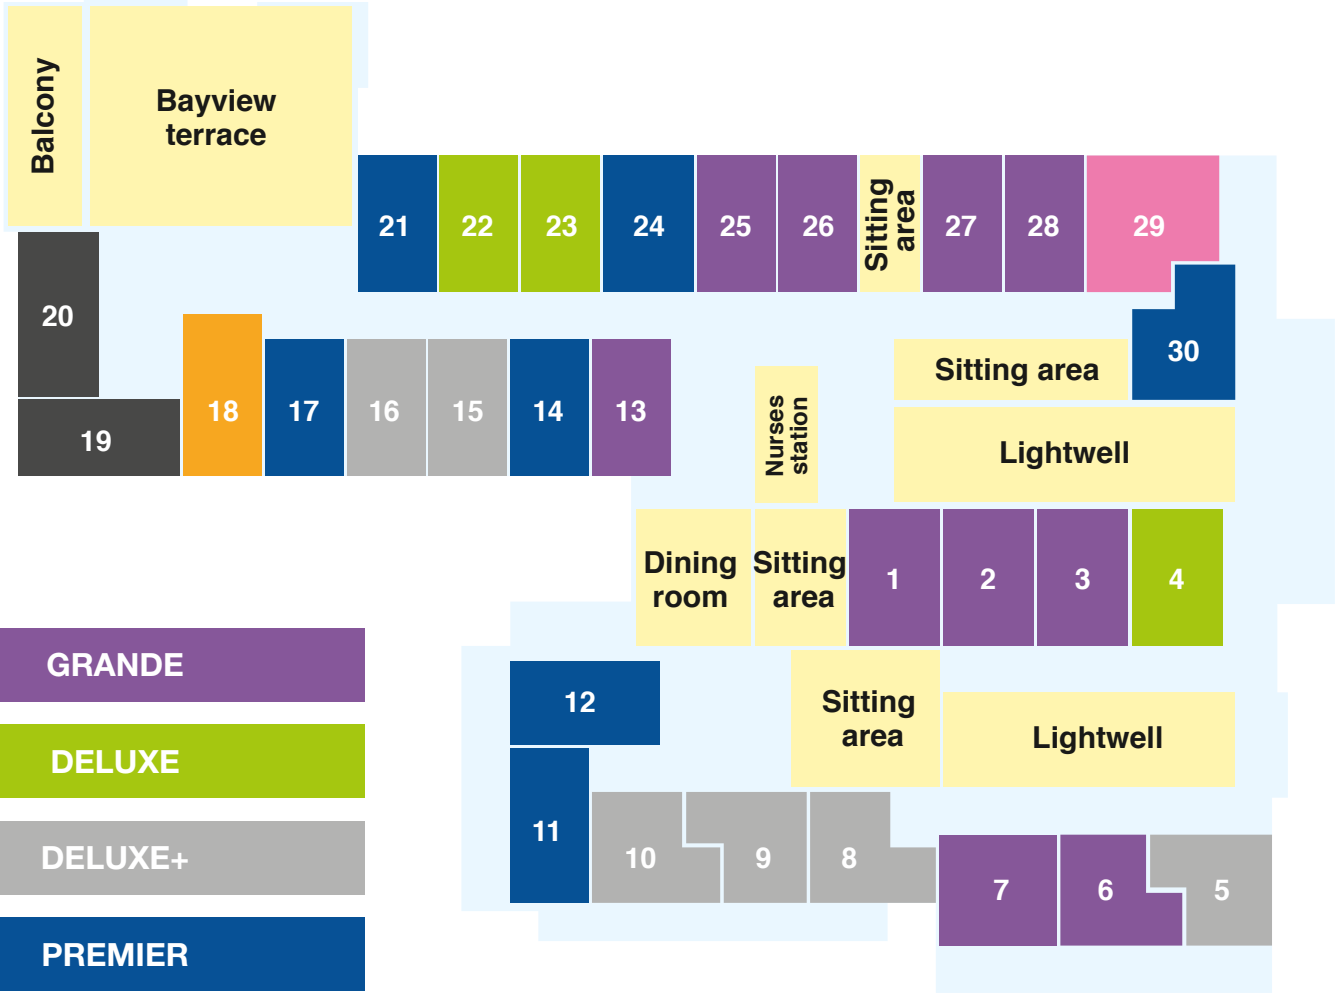 Balcony
Bayview
terrace
21
22
23
24
25
26
Sitting
area
27
28
29
20
30
18
17
16
15
14
13
19
Sitting area
Nurses
station
Lightwell
Dining
room
Sitting
area
1
2
3
4
GRANDE
DELUXE
DELUXE+
PREMIER
12
Sitting
area
Lightwell
11
10
9
8
7
6
5